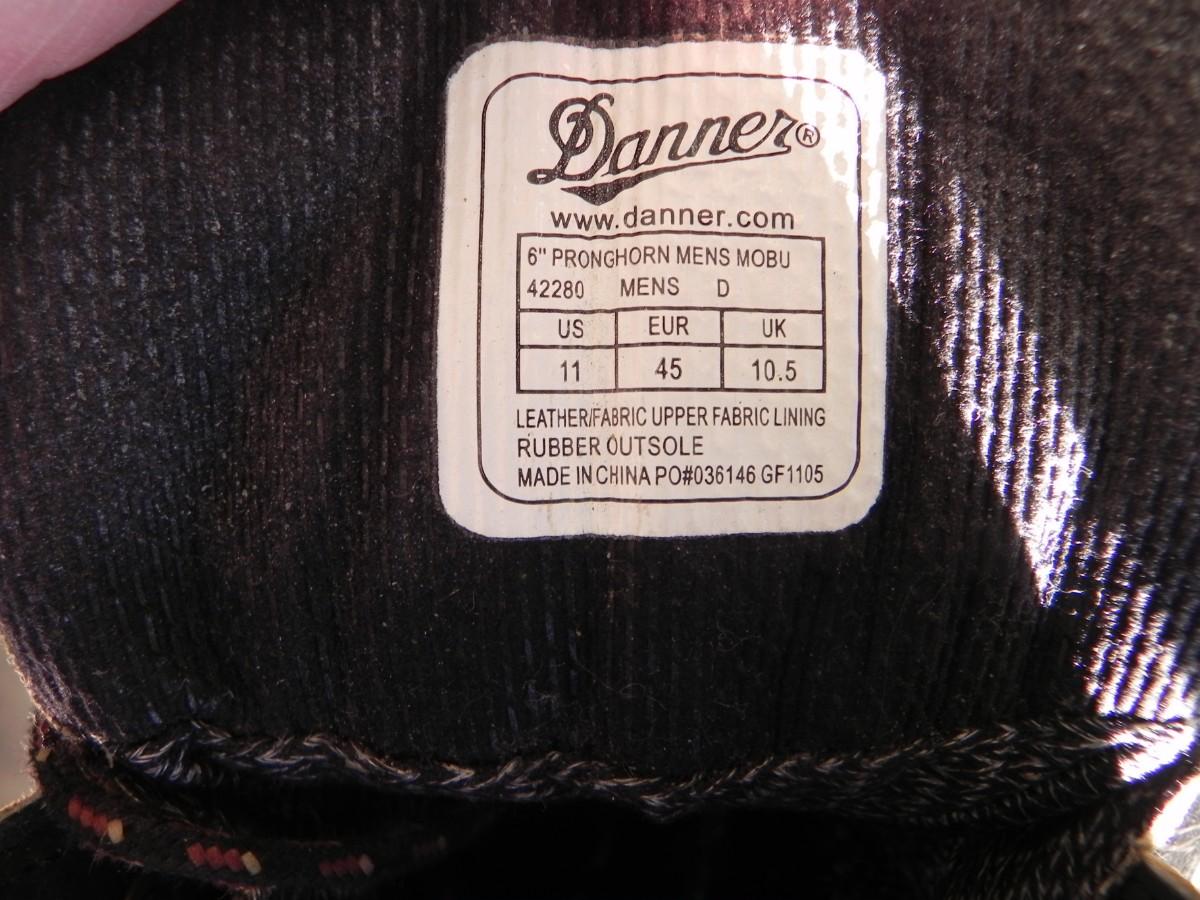 Danner®
www.danner.com
6" PRONGHORN MENS MOBU
42280 MENS D
US EUR UK
11 45 10.5
LEATHER/FABRIC UPPER FABRIC LINING
RUBBER OUTSOLE
MADE IN CHINA PO#036146 GF1105